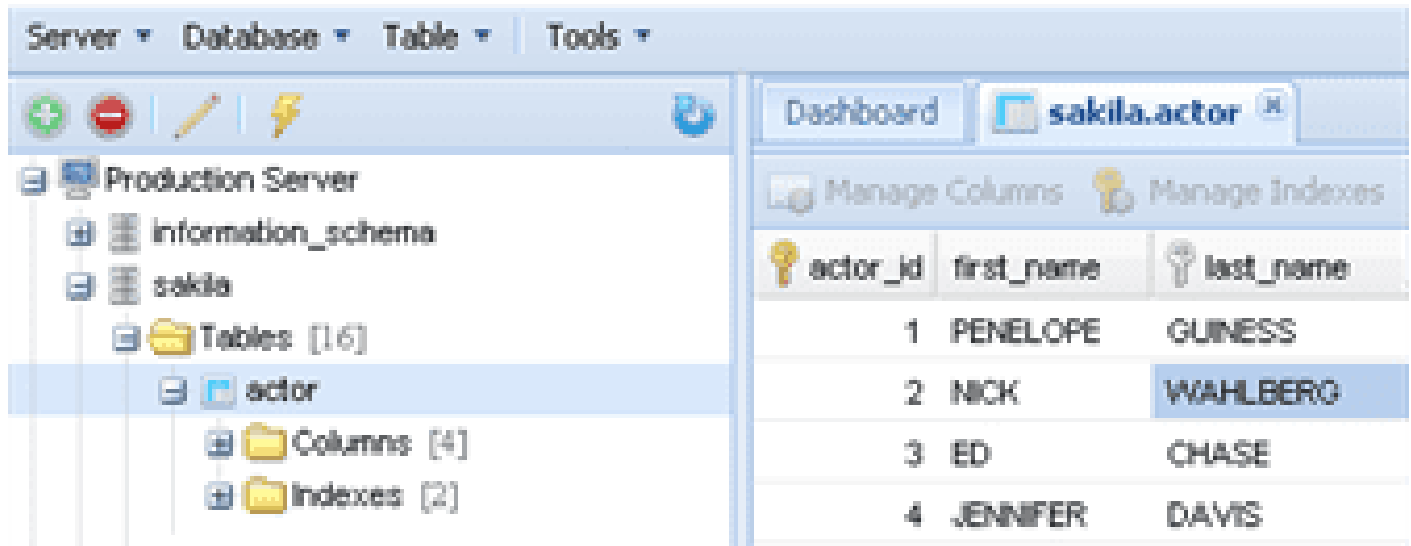 Server Database Table Tools
Production Server
information_schema
sakila
Tables [16]
actor
Columns [4]
Indexes [2]
Dashboard sakila.actor
Manage Columns Manage Indexes
actor_id first_name last_name
1 PENELOPE GUINESS
2 NICK WAHLBERG
3 ED CHASE
4 JENNIFER DAVIS